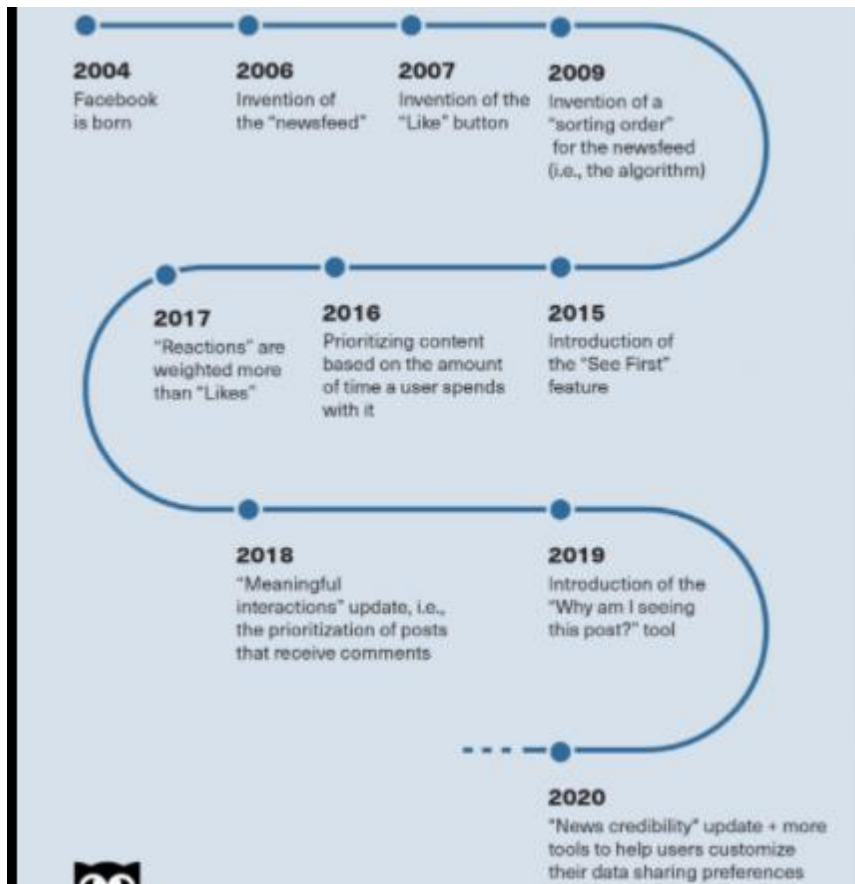 2004
Facebook
is born
2006
Invention of
the “newsfeed”
2007
Invention of the
“Like” button
2009
Invention of a
“sorting order”
for the newsfeed
(i.e., the algorithm)
2015
Introduction of
the “See First”
feature
2016
Prioritizing content
based on the amount
of time a user spends
with it
2017
“Reactions” are
weighted more
than “Likes”
2018
“Meaningful
interactions” update, i.e.,
the prioritization of posts
that receive comments
2019
Introduction of the
“Why am I seeing
this post?” tool
2020
“News credibility” update + more
tools to help users customize
their data sharing preferences